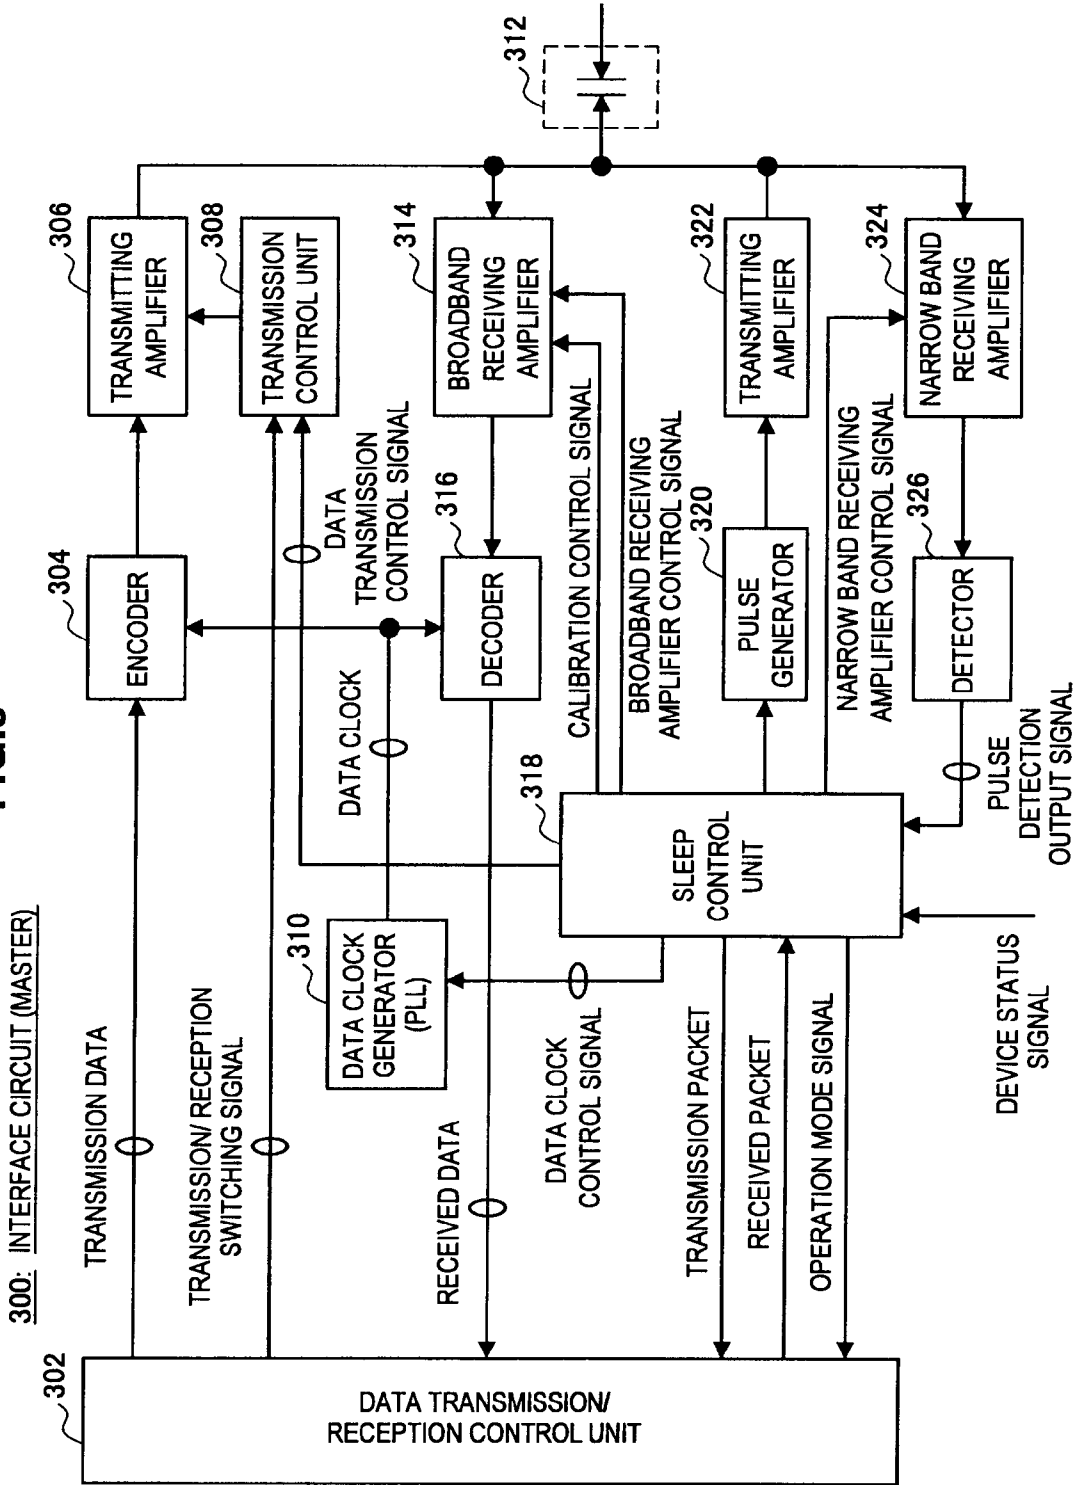 300: INTERFACE CIRCUIT (MASTER)
302
DATA TRANSMISSION/
RECEPTION CONTROL UNIT
TRANSMISSION DATA
TRANSMISSION/ RECEPTION
SWITCHING SIGNAL
RECEIVED DATA
DATA CLOCK
CONTROL SIGNAL
TRANSMISSION PACKET
RECEIVED PACKET
OPERATION MODE SIGNAL
DEVICE STATUS
SIGNAL
310
DATA CLOCK
GENERATOR
(PLL)
DATA CLOCK
318
SLEEP
CONTROL
UNIT
304
ENCODER
DATA
TRANSMISSION
CONTROL SIGNAL
316
DECODER
CALIBRATION CONTROL SIGNAL
BROADBAND RECEIVING
AMPLIFIER CONTROL SIGNAL
320
PULSE
GENERATOR
NARROW BAND RECEIVING
AMPLIFIER CONTROL SIGNAL
326
DETECTOR
PULSE
DETECTION
OUTPUT SIGNAL
306
TRANSMITTING
AMPLIFIER
308
TRANSMISSION
CONTROL UNIT
314
BROADBAND
RECEIVING
AMPLIFIER
322
TRANSMITTING
AMPLIFIER
324
NARROW BAND
RECEIVING
AMPLIFIER
312